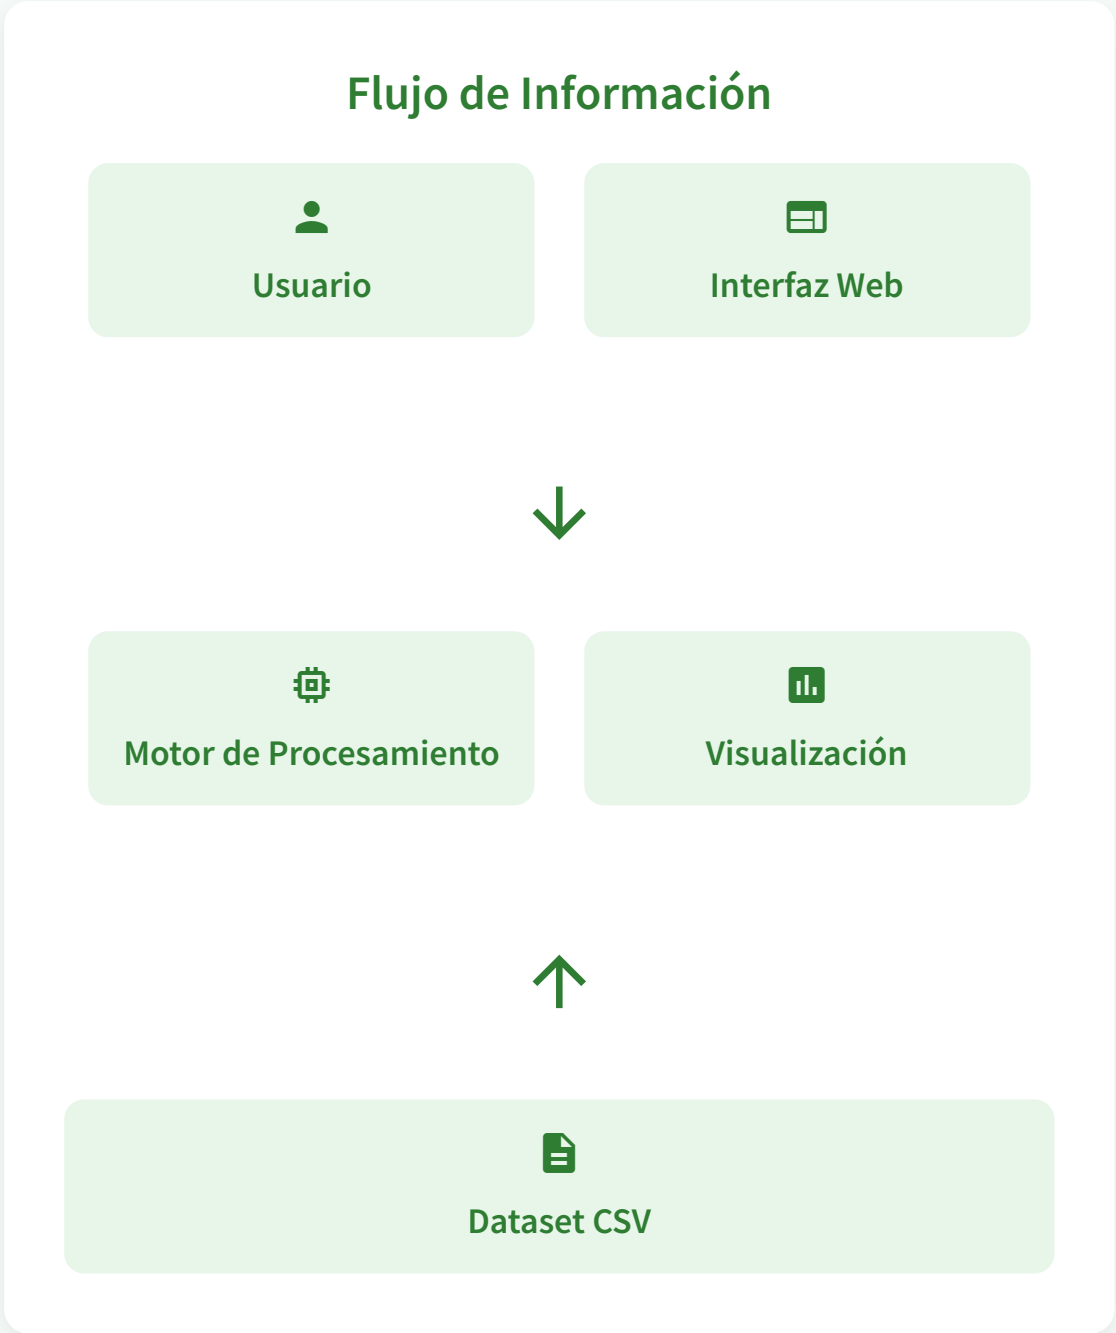 Flujo de Información
Usuario
Interfaz Web
Motor de Procesamiento
Visualización
Dataset CSV